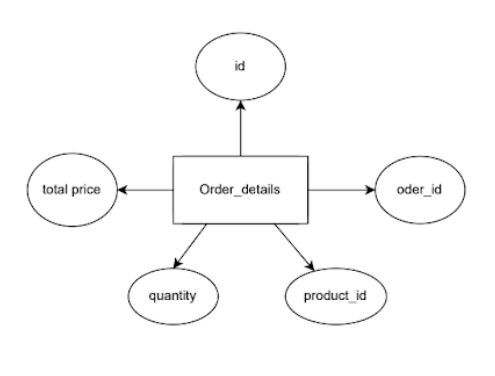 id
total price
Order_details
oder_id
quantity
product_id